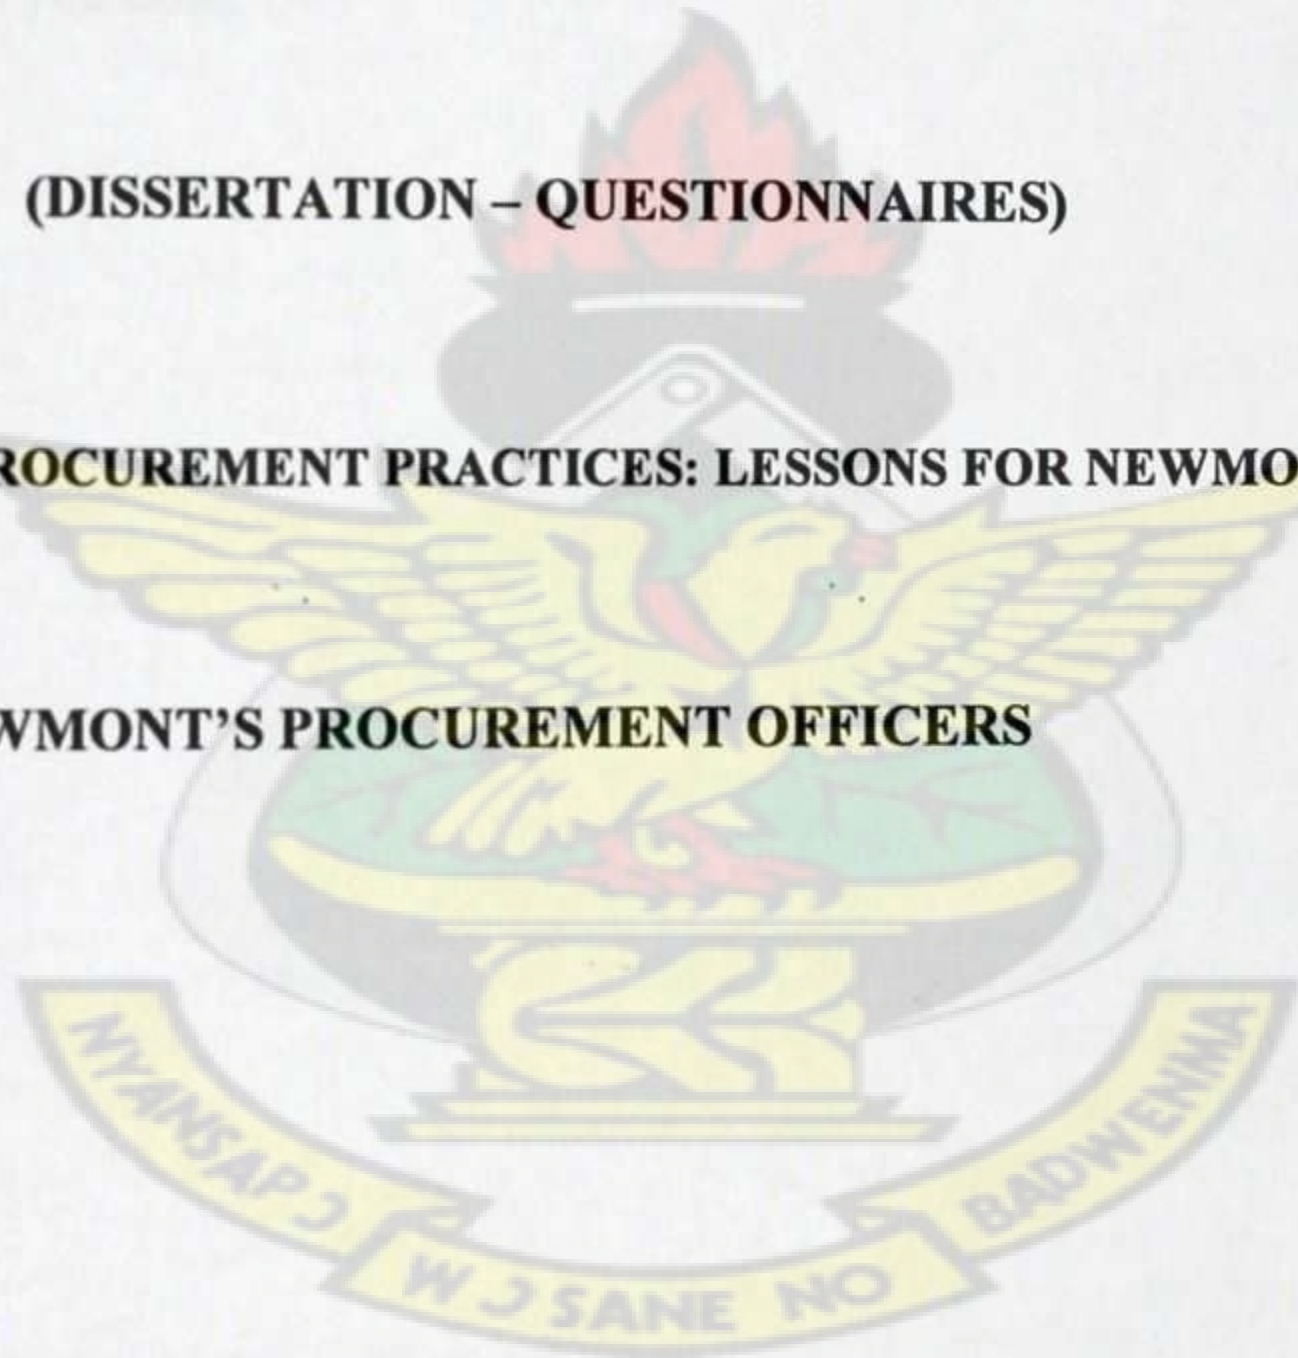 (DISSERTATION – QUESTIONNAIRES)
ROCUREMENT PRACTICES: LESSONS FOR NEWMO
WMONT'S PROCUREMENT OFFICERS
NYANSAPƆ
WƆSANE NO
BADWENMA